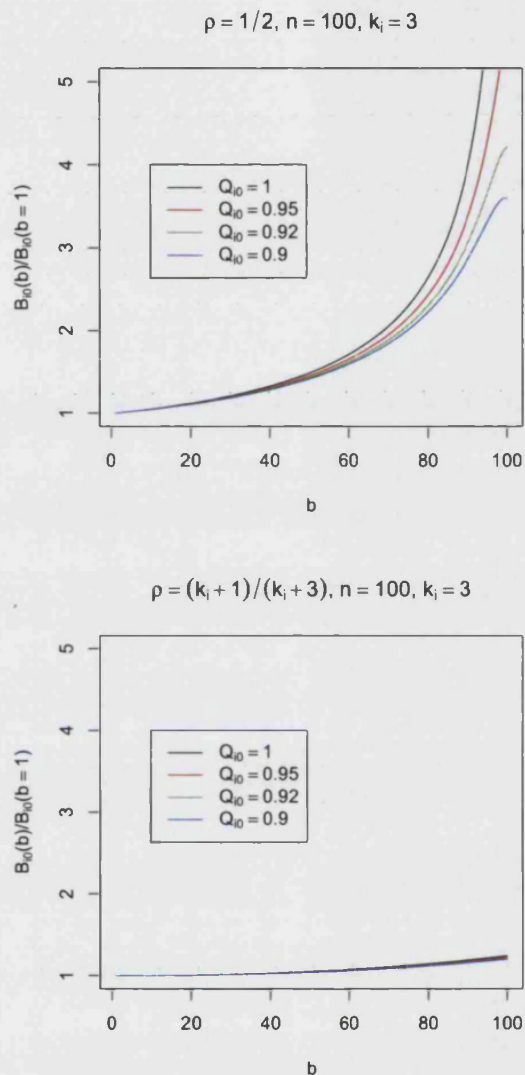 ρ = 1/2, n = 100, kᵢ = 3
5
4
3
2
1
Bᵢ₀(b)/Bᵢ₀(b = 1)
Qᵢ₀ = 1
Qᵢ₀ = 0.95
Qᵢ₀ = 0.92
Qᵢ₀ = 0.9
0 20 40 60 80 100
b
ρ = (kᵢ + 1)/(kᵢ + 3), n = 100, kᵢ = 3
5
4
3
2
1
Bᵢ₀(b)/Bᵢ₀(b = 1)
Qᵢ₀ = 1
Qᵢ₀ = 0.95
Qᵢ₀ = 0.92
Qᵢ₀ = 0.9
0 20 40 60 80 100
b